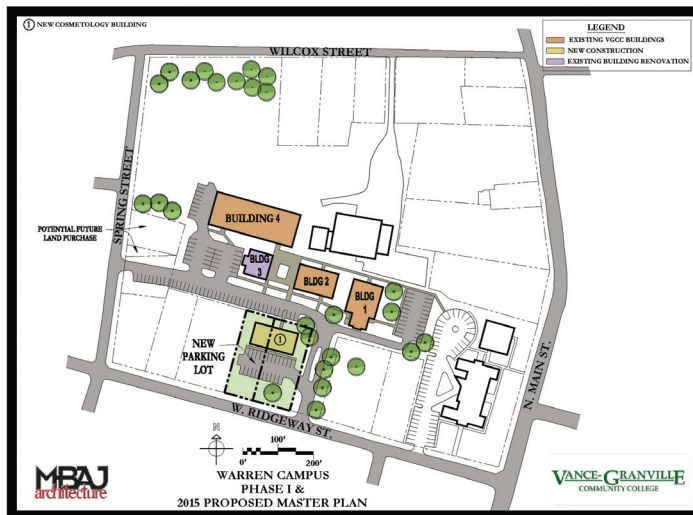 ① NEW COSMETOLOGY BUILDING
LEGEND
EXISTING VGCC BUILDINGS
NEW CONSTRUCTION
EXISTING BUILDING RENOVATION
WILCOX STREET
SPRING STREET
POTENTIAL FUTURE
LAND PURCHASE
BUILDING 4
BLDG
3
BLDG 2
BLDG
1
①
NEW
PARKING
LOT
N. MAIN ST.
W. RIDGEWAY ST.
N
100'
0' 200'
WARREN CAMPUS
PHASE I &
2015 PROPOSED MASTER PLAN
MBAJ
architecture
VANCE-GRANVILLE
COMMUNITY COLLEGE